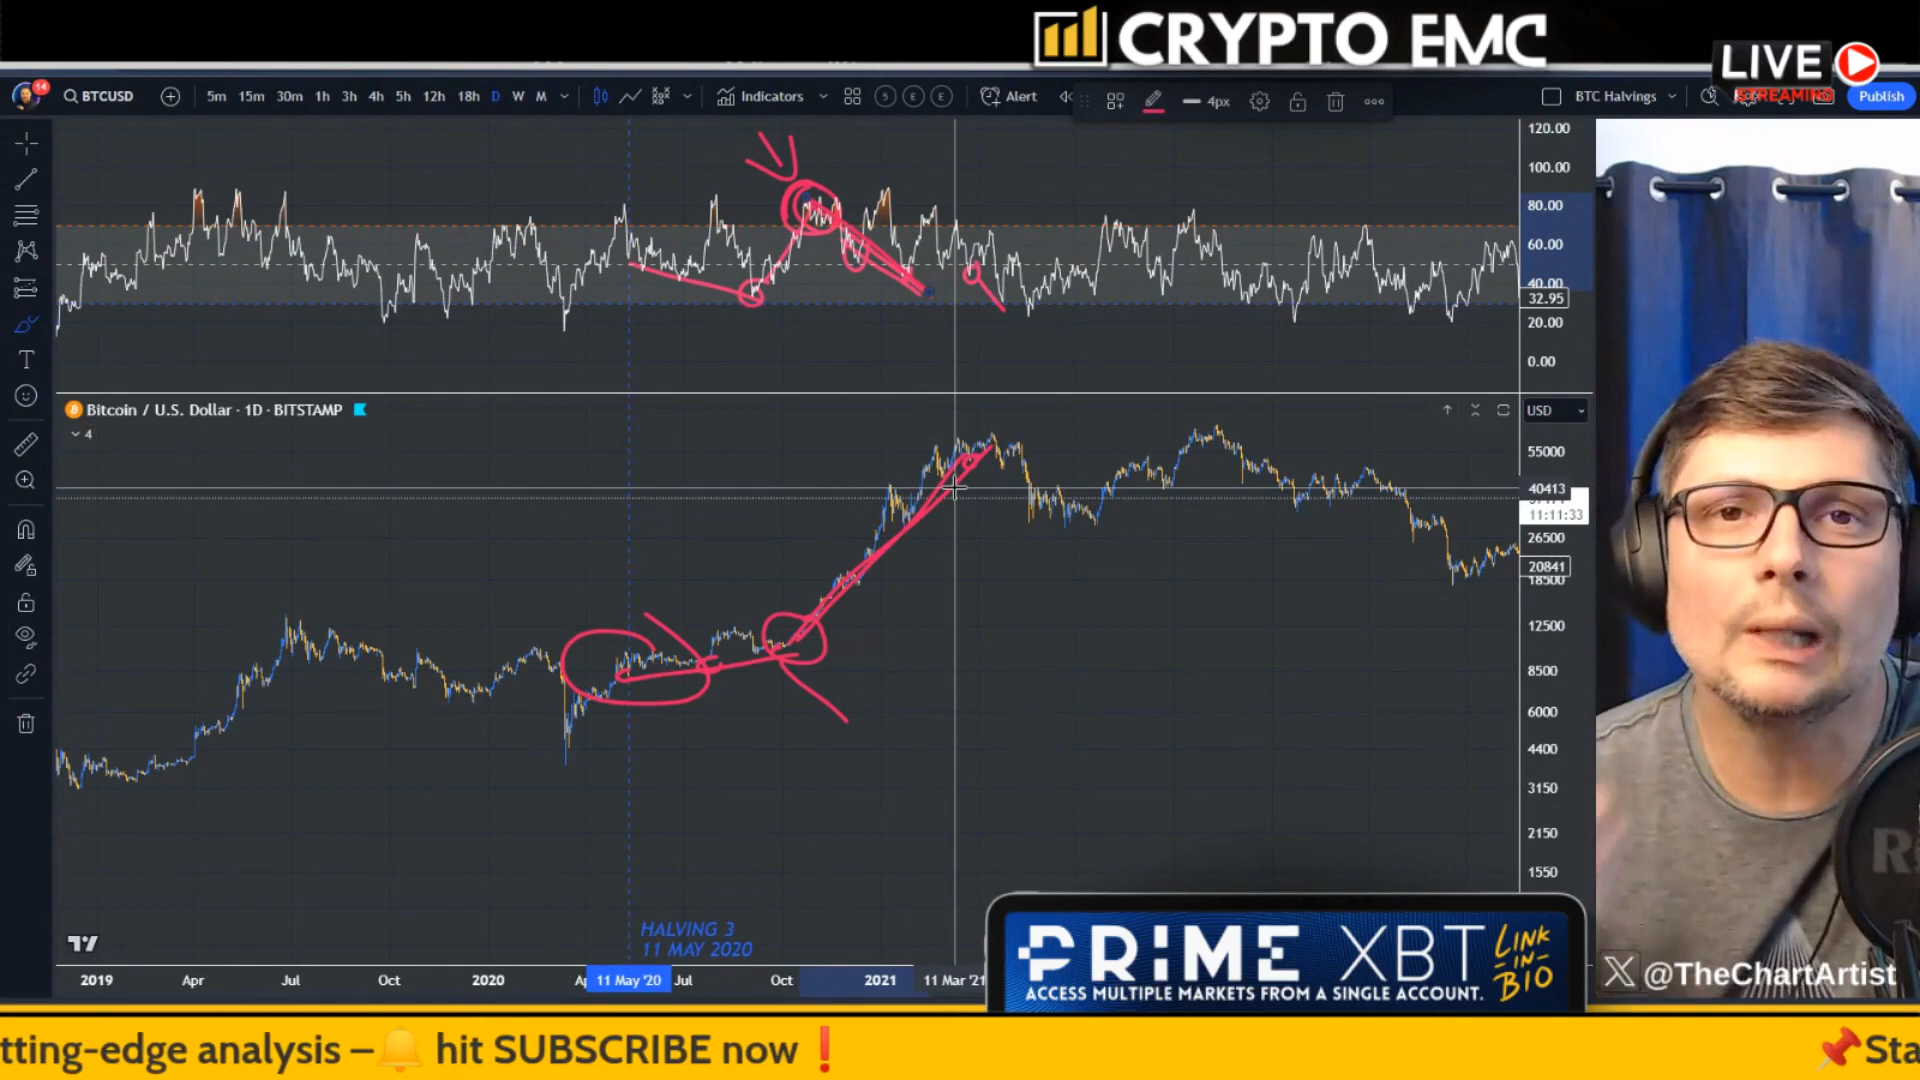 CRYPTO EMC
LIVE
STREAMING
14
BTCUSD
5m 15m 30m 1h 3h 4h 5h 12h 18h D W M
Indicators
S E E
Alert
4px
BTC Halvings
Publish
120.00
100.00
80.00
60.00
40.00
32.95
20.00
0.00
Bitcoin / U.S. Dollar · 1D · BITSTAMP
USD
4
55000
40413
11:11:33
26500
20841
18500
12500
8500
6000
4400
3150
2150
1550
HALVING 3
11 MAY 2020
2019 Apr Jul Oct 2020 11 May '20 Jul Oct 2021 11 Mar '21
PRIME XBT
LINK
-IN-
BIO
ACCESS MULTIPLE MARKETS FROM A SINGLE ACCOUNT.
X @TheChartArtist
tting-edge analysis – hit SUBSCRIBE now❗ Sta